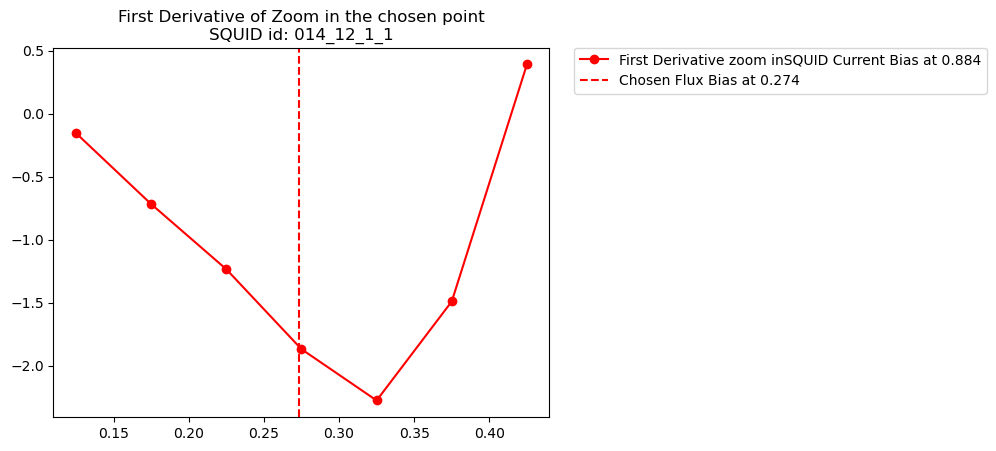 First Derivative of Zoom in the chosen point
SQUID id: 014_12_1_1
First Derivative zoom inSQUID Current Bias at 0.884
Chosen Flux Bias at 0.274
0.5
0.0
−0.5
−1.0
−1.5
−2.0
0.15 0.20 0.25 0.30 0.35 0.40